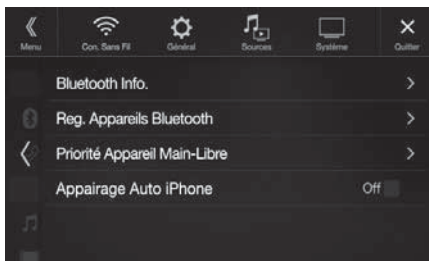 Menu
Con. Sans Fil
Général
Sources
Système
Quitter
Bluetooth Info.
Reg. Appareils Bluetooth
Priorité Appareil Main-Libre
Appairage Auto iPhone
Off